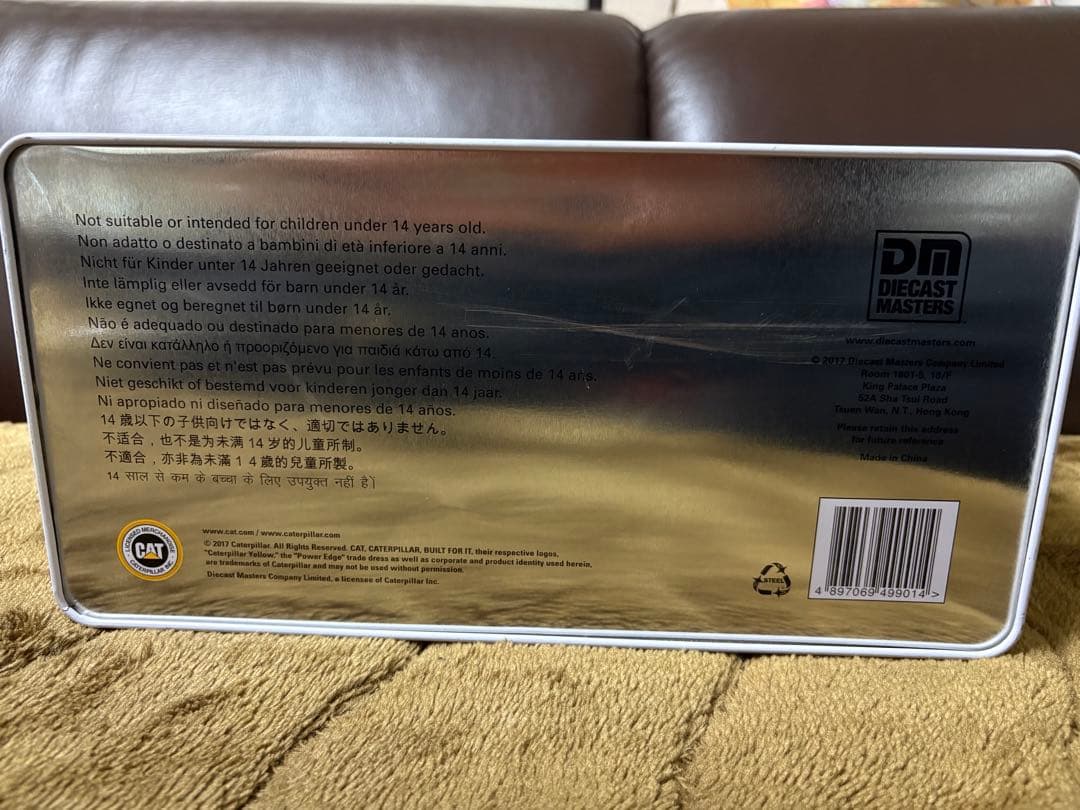 Not suitable or intended for children under 14 years old.
Non adatto o destinato a bambini di età inferiore a 14 anni.
Nicht für Kinder unter 14 Jahren geeignet oder gedacht.
Inte lämplig eller avsedd för barn under 14 år.
Ikke egnet og beregnet til børn under 14 år.
Não é adequado ou destinado para menores de 14 anos.
Δεν είναι κατάλληλο ή προοριζόμενο για παιδιά κάτω από 14.
Ne convient pas et n'est pas prévu pour les enfants de moins de 14 ans.
Niet geschikt of bestemd voor kinderen jonger dan 14 jaar.
Ni apropiado ni diseñado para menores de 14 años.
14 歳以下の子供向けではなく、適切ではありません。
不适合，也不是为未满 14 岁的儿童所制。
不適合，亦非為未滿 1 4 歲的兒童所製。
14 साल से कम के बच्चा के लिए उपयुक्त नहीं है।
LICENSED MERCHANDISE
CAT
CATERPILLAR INC.
www.cat.com / www.caterpillar.com
© 2017 Caterpillar. All Rights Reserved. CAT, CATERPILLAR, BUILT FOR IT, their respective logos,
"Caterpillar Yellow," the "Power Edge" trade dress as well as corporate and product identity used herein,
are trademarks of Caterpillar and may not be used without permission.
Diecast Masters Company Limited, a licensee of Caterpillar Inc.
DM
DIECAST
MASTERS
www.diecastmasters.com
© 2017 Diecast Masters Company Limited
Room 1601-5, 16/F
King Palace Plaza
52A Sha Tsui Road
Tsuen Wan, N.T., Hong Kong
Please retain this address
for future reference
Made in China
STEEL
4 897069 499014 >